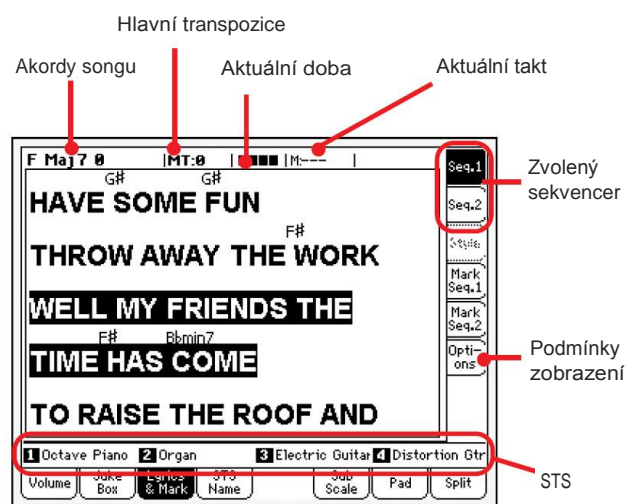 Hlavní transpozice
Akordy songu
Aktuální doba
Aktuální takt
F Maj7 0 |MT:0 | |M:--- |
G# G#
HAVE SOME FUN
F#
THROW AWAY THE WORK
WELL MY FRIENDS THE
F# B♭min7
TIME HAS COME
TO RAISE THE ROOF AND
1 Octave Piano 2 Organ 3 Electric Guitar 4 Distortion Gtr
Volume
Juke
Box
Lyrics
& Mark
STS
Name
Sub
Scale
Pad
Split
Seq.1
Seq.2
Style
Mark
Seq.1
Mark
Seq.2
Opti-
ons
Zvolený
sekvencer
Podmínky
zobrazení
STS